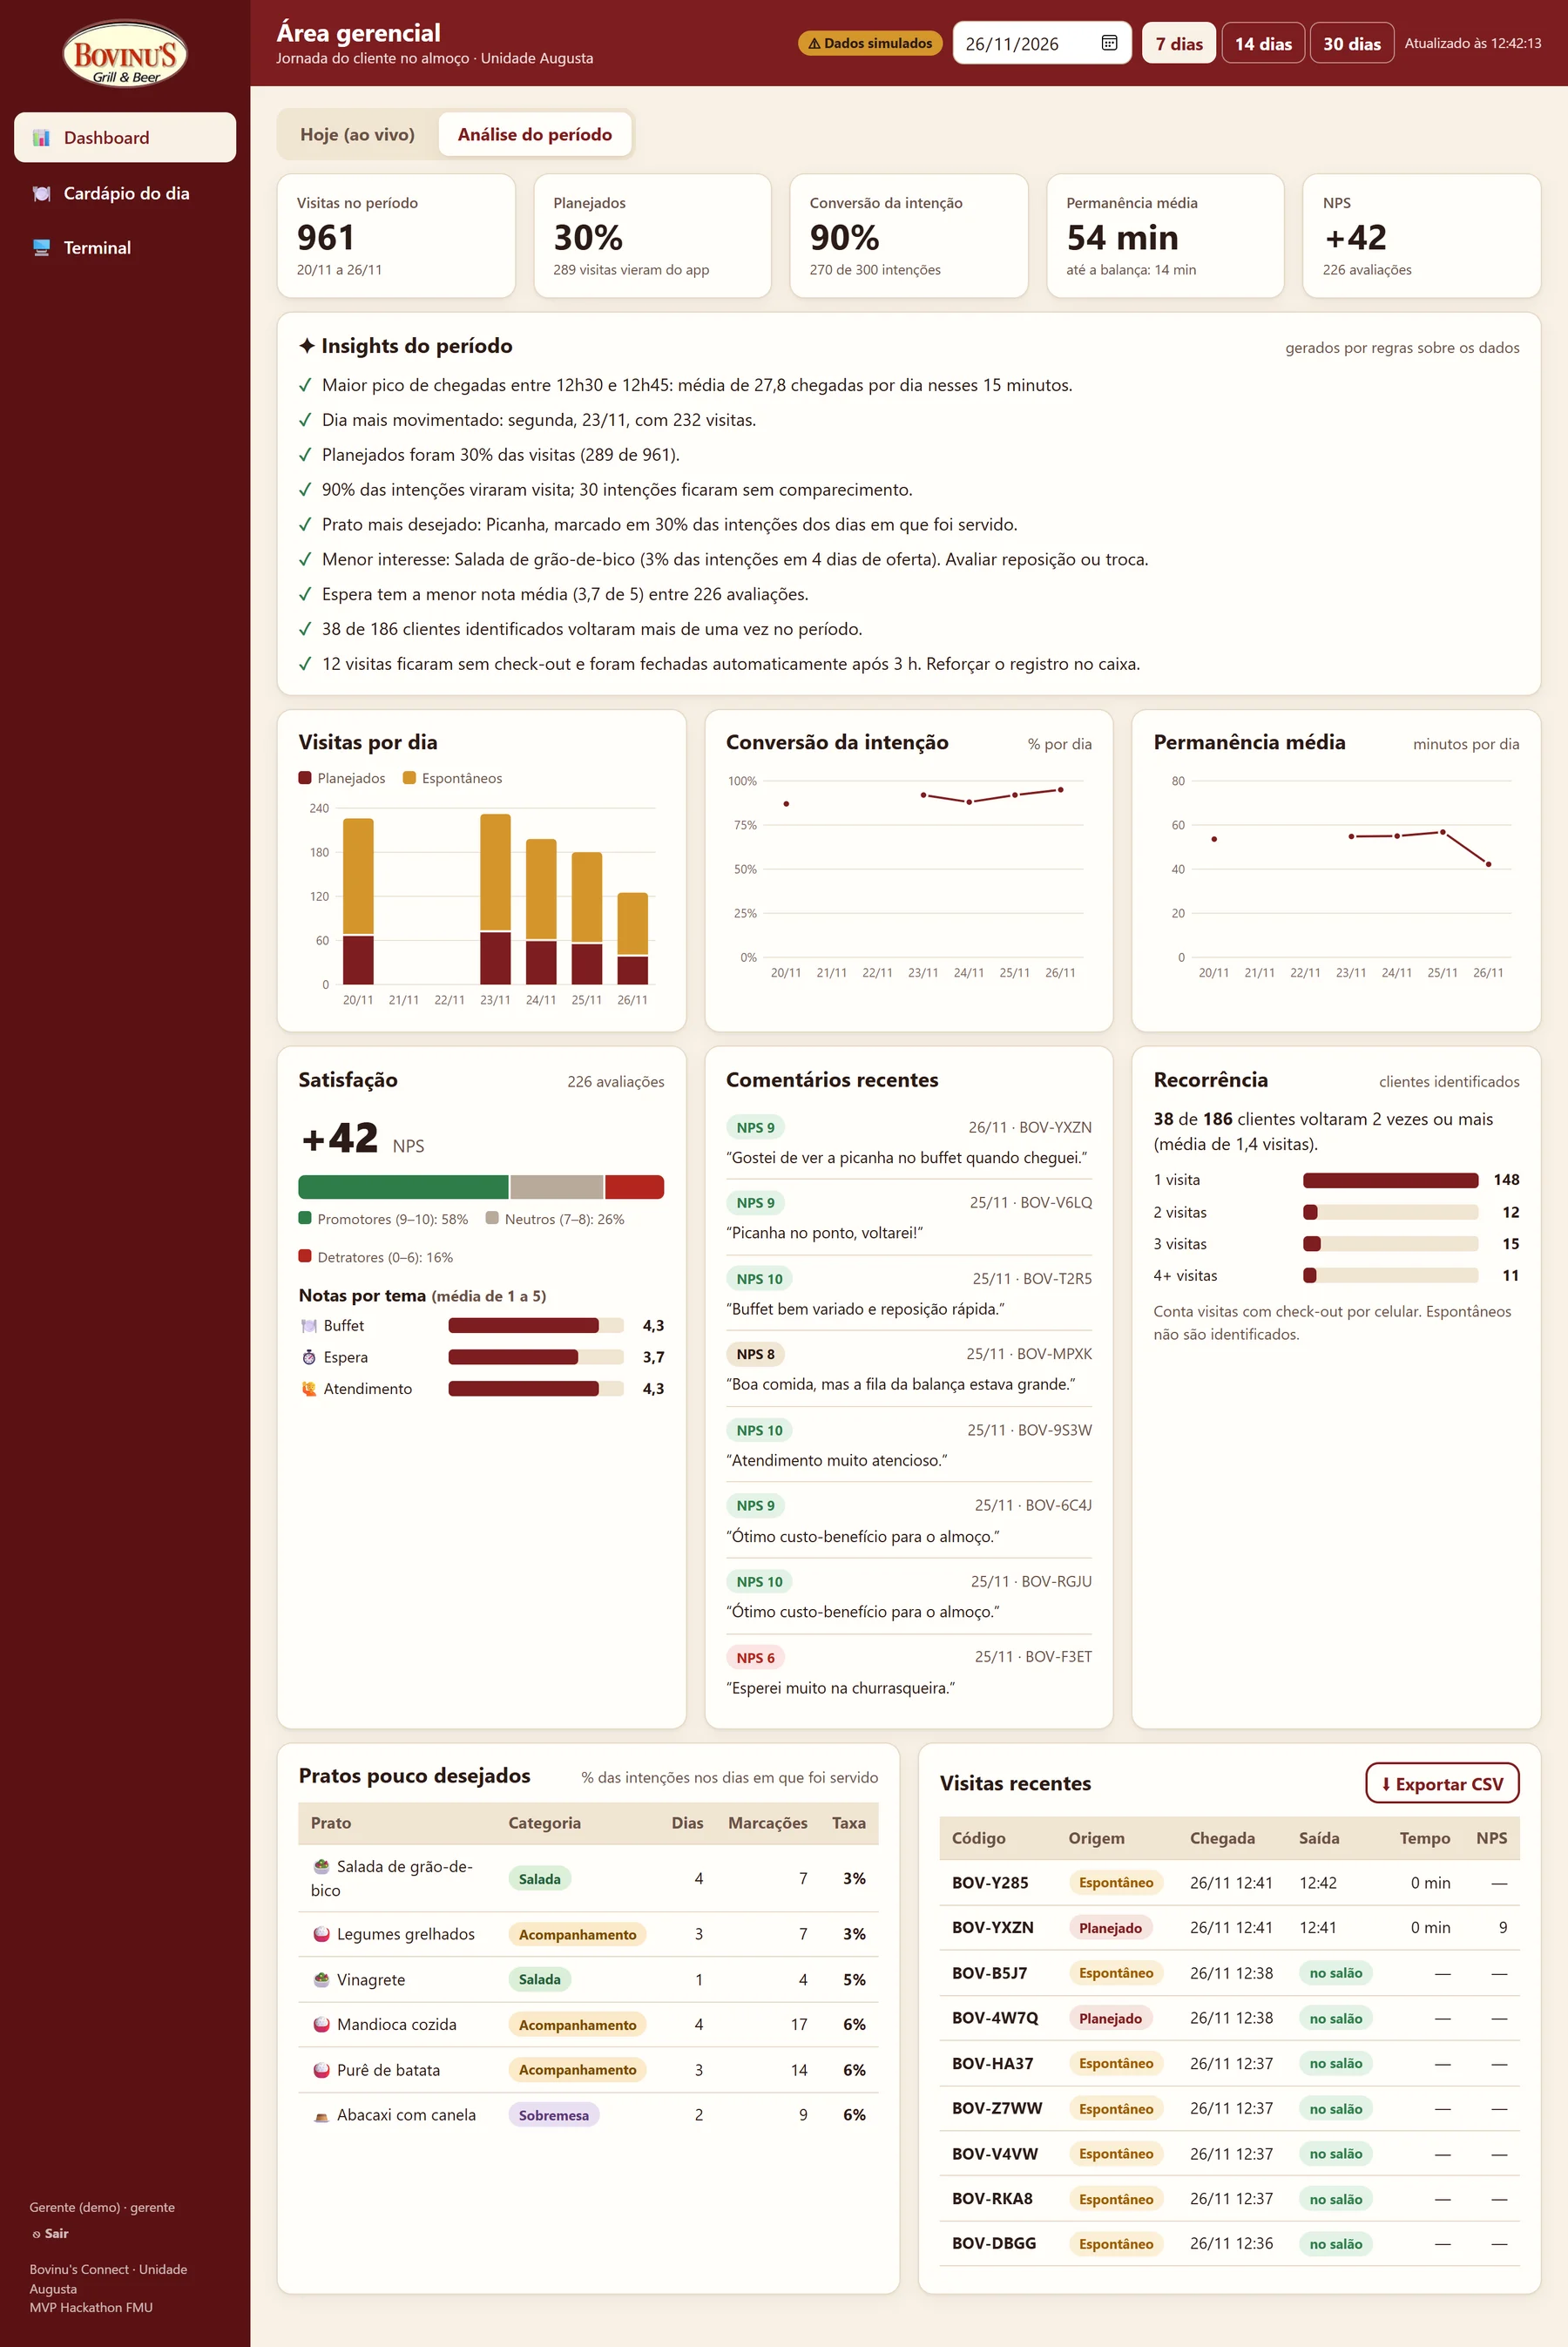 BOVINU'S
Grill & Beer
Dashboard
Cardápio do dia
Terminal
Gerente (demo) · gerente
Sair
Bovinu's Connect · Unidade
Augusta
MVP Hackathon FMU
Área gerencial
Jornada do cliente no almoço · Unidade Augusta
⚠ Dados simulados
26/11/2026
7 dias
14 dias
30 dias
Atualizado às 12:42:13
Hoje (ao vivo)
Análise do período
Visitas no período
961
20/11 a 26/11
Planejados
30%
289 visitas vieram do app
Conversão da intenção
90%
270 de 300 intenções
Permanência média
54 min
até a balança: 14 min
NPS
+42
226 avaliações
✦ Insights do período
gerados por regras sobre os dados
✓ Maior pico de chegadas entre 12h30 e 12h45: média de 27,8 chegadas por dia nesses 15 minutos.
✓ Dia mais movimentado: segunda, 23/11, com 232 visitas.
✓ Planejados foram 30% das visitas (289 de 961).
✓ 90% das intenções viraram visita; 30 intenções ficaram sem comparecimento.
✓ Prato mais desejado: Picanha, marcado em 30% das intenções dos dias em que foi servido.
✓ Menor interesse: Salada de grão-de-bico (3% das intenções em 4 dias de oferta). Avaliar reposição ou troca.
✓ Espera tem a menor nota média (3,7 de 5) entre 226 avaliações.
✓ 38 de 186 clientes identificados voltaram mais de uma vez no período.
✓ 12 visitas ficaram sem check-out e foram fechadas automaticamente após 3 h. Reforçar o registro no caixa.
Visitas por dia
Planejados Espontâneos
240
180
120
60
0
20/11 21/11 22/11 23/11 24/11 25/11 26/11
Conversão da intenção
% por dia
100%
75%
50%
25%
0%
20/11 21/11 22/11 23/11 24/11 25/11 26/11
Permanência média
minutos por dia
80
60
40
20
0
20/11 21/11 22/11 23/11 24/11 25/11 26/11
Satisfação
226 avaliações
+42 NPS
Promotores (9–10): 58% Neutros (7–8): 26%
Detratores (0–6): 16%
Notas por tema (média de 1 a 5)
Buffet 4,3
Espera 3,7
Atendimento 4,3
Comentários recentes
NPS 9 26/11 · BOV-YXZN
“Gostei de ver a picanha no buffet quando cheguei.”
NPS 9 25/11 · BOV-V6LQ
“Picanha no ponto, voltarei!”
NPS 10 25/11 · BOV-T2R5
“Buffet bem variado e reposição rápida.”
NPS 8 25/11 · BOV-MPXK
“Boa comida, mas a fila da balança estava grande.”
NPS 10 25/11 · BOV-9S3W
“Atendimento muito atencioso.”
NPS 9 25/11 · BOV-6C4J
“Ótimo custo-benefício para o almoço.”
NPS 10 25/11 · BOV-RGJU
“Ótimo custo-benefício para o almoço.”
NPS 6 25/11 · BOV-F3ET
“Esperei muito na churrasqueira.”
Recorrência
clientes identificados
38 de 186 clientes voltaram 2 vezes ou mais
(média de 1,4 visitas).
1 visita 148
2 visitas 12
3 visitas 15
4+ visitas 11
Conta visitas com check-out por celular. Espontâneos
não são identificados.
Pratos pouco desejados
% das intenções nos dias em que foi servido
Prato Categoria Dias Marcações Taxa
Salada de grão-de-
bico Salada 4 7 3%
Legumes grelhados Acompanhamento 3 7 3%
Vinagrete Salada 1 4 5%
Mandioca cozida Acompanhamento 4 17 6%
Purê de batata Acompanhamento 3 14 6%
Abacaxi com canela Sobremesa 2 9 6%
Visitas recentes
⬇ Exportar CSV
Código Origem Chegada Saída Tempo NPS
BOV-Y285 Espontâneo 26/11 12:41 12:42 0 min —
BOV-YXZN Planejado 26/11 12:41 12:41 0 min 9
BOV-B5J7 Espontâneo 26/11 12:38 no salão — —
BOV-4W7Q Planejado 26/11 12:38 no salão — —
BOV-HA37 Espontâneo 26/11 12:37 no salão — —
BOV-Z7WW Espontâneo 26/11 12:37 no salão — —
BOV-V4VW Espontâneo 26/11 12:37 no salão — —
BOV-RKA8 Espontâneo 26/11 12:37 no salão — —
BOV-DBGG Espontâneo 26/11 12:36 no salão — —